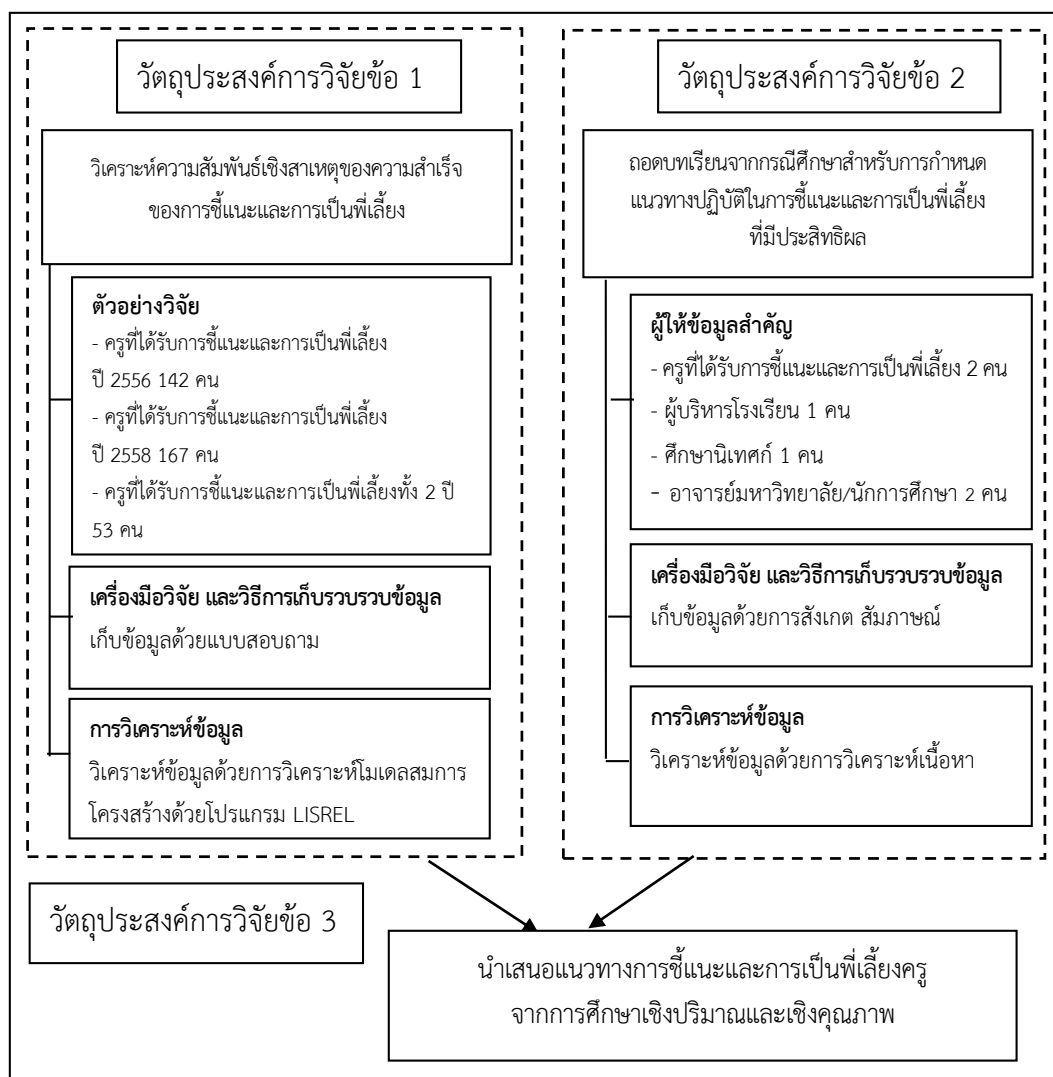 วัตถุประสงค์การวิจัยข้อ 1
วิเคราะห์ความสัมพันธ์เชิงสาเหตุของความสำเร็จ
ของการชี้แนะและการเป็นพี่เลี้ยง
ตัวอย่างวิจัย
- ครูที่ได้รับการชี้แนะและการเป็นพี่เลี้ยง
ปี 2556 142 คน
- ครูที่ได้รับการชี้แนะและการเป็นพี่เลี้ยง
ปี 2558 167 คน
- ครูที่ได้รับการชี้แนะและการเป็นพี่เลี้ยงทั้ง 2 ปี
53 คน
เครื่องมือวิจัย และวิธีการเก็บรวบรวบข้อมูล
เก็บข้อมูลด้วยแบบสอบถาม
การวิเคราะห์ข้อมูล
วิเคราะห์ข้อมูลด้วยการวิเคราะห์โมเดลสมการ
โครงสร้างด้วยโปรแกรม LISREL
วัตถุประสงค์การวิจัยข้อ 2
ถอดบทเรียนจากกรณีศึกษาสำหรับการกำหนด
แนวทางปฏิบัติในการชี้แนะและการเป็นพี่เลี้ยง
ที่มีประสิทธิผล
ผู้ให้ข้อมูลสำคัญ
- ครูที่ได้รับการชี้แนะและการเป็นพี่เลี้ยง 2 คน
- ผู้บริหารโรงเรียน 1 คน
- ศึกษานิเทศก์ 1 คน
- อาจารย์มหาวิทยาลัย/นักการศึกษา 2 คน
เครื่องมือวิจัย และวิธีการเก็บรวบรวบข้อมูล
เก็บข้อมูลด้วยการสังเกต สัมภาษณ์
การวิเคราะห์ข้อมูล
วิเคราะห์ข้อมูลด้วยการวิเคราะห์เนื้อหา
วัตถุประสงค์การวิจัยข้อ 3
นำเสนอแนวทางการชี้แนะและการเป็นพี่เลี้ยงครู
จากการศึกษาเชิงปริมาณและเชิงคุณภาพ